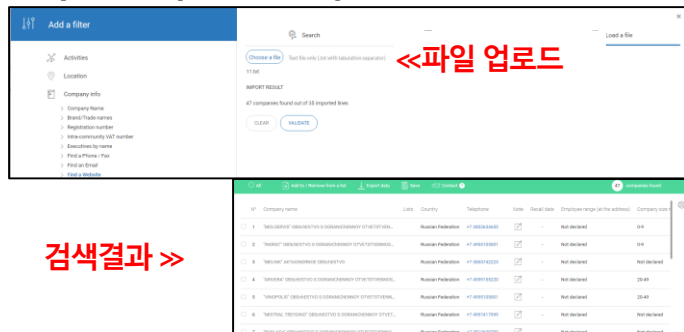 Add a filter
Search
Load a file
Activities
Location
Company info
> Company Name
> Brand/Trade names
> Registration number
> Intra-community VAT number
> Executives by name
> Find a Phone / Fax
> Find an Email
> Find a Website
Choose a file Text file only (.txt with tabulation separator)
11.txt
IMPORT RESULT
47 companies found out of 35 imported lines
CLEAR VALIDATE
≪파일 업로드
검색결과 ≫
All Add to / Remove from a list Export data Save Contact 47 companies found
N° Company name Lists Country Telephone Note Recall date Employee range (at the address) Company size
1 Russian Federation - Not declared 0-9
2 Russian Federation - Not declared 0-9
3 Russian Federation - Not declared Not declared
4 Russian Federation - Not declared 20-49
5 Russian Federation - Not declared 20-49
6 Russian Federation - Not declared Not declared